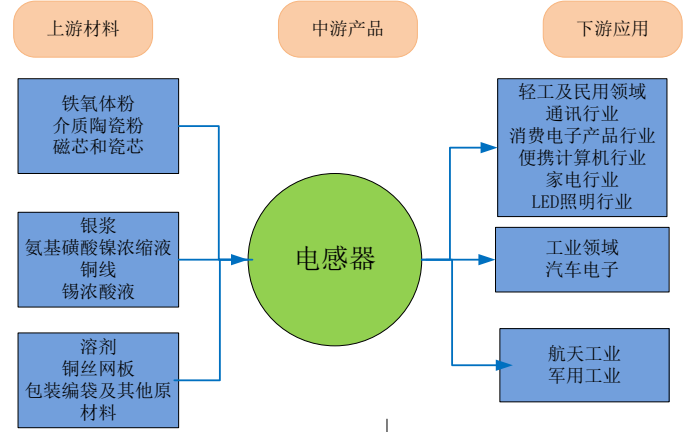 上游材料
中游产品
下游应用
铁氧体粉
介质陶瓷粉
磁芯和瓷芯
银浆
氨基磺酸镍浓缩液
铜线
锡浓酸液
溶剂
铜丝网板
包装编袋及其他原
材料
电感器
轻工及民用领域
通讯行业
消费电子产品行业
便携计算机行业
家电行业
LED照明行业
工业领域
汽车电子
航天工业
军用工业